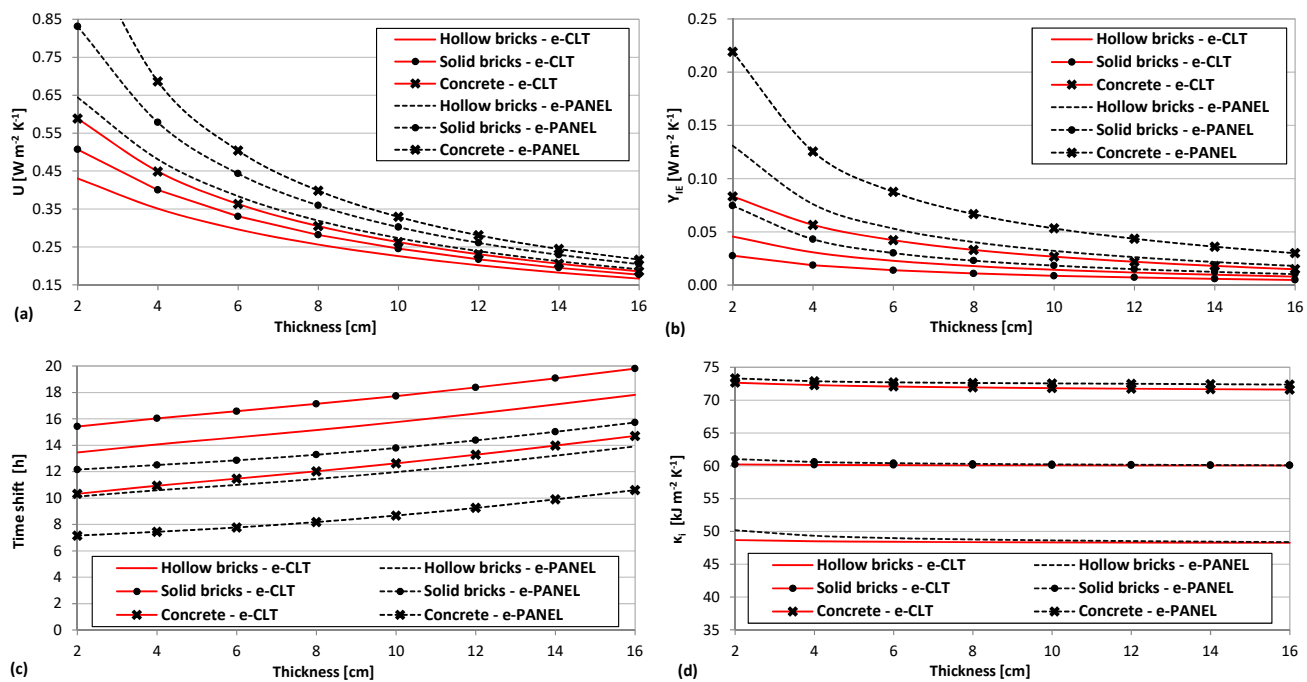 0.85
0.75
0.65
0.55
0.45
0.35
0.25
0.15
U [W m-2 K-1]
Hollow bricks - e-CLT
Solid bricks - e-CLT
Concrete - e-CLT
Hollow bricks - e-PANEL
Solid bricks - e-PANEL
Concrete - e-PANEL
2 4 6 8 10 12 14 16
(a) Thickness [cm]
0.25
0.20
0.15
0.10
0.05
0.00
YIE [W m-2 K-1]
Hollow bricks - e-CLT
Solid bricks - e-CLT
Concrete - e-CLT
Hollow bricks - e-PANEL
Solid bricks - e-PANEL
Concrete - e-PANEL
2 4 6 8 10 12 14 16
(b) Thickness [cm]
20
18
16
14
12
10
8
6
4
2
0
Time shift [h]
Hollow bricks - e-CLT Hollow bricks - e-PANEL
Solid bricks - e-CLT Solid bricks - e-PANEL
Concrete - e-CLT Concrete - e-PANEL
2 4 6 8 10 12 14 16
(c) Thickness [cm]
75
70
65
60
55
50
45
40
35
κi [kJ m-2 K-1]
Hollow bricks - e-CLT Hollow bricks - e-PANEL
Solid bricks - e-CLT Solid bricks - e-PANEL
Concrete - e-CLT Concrete - e-PANEL
2 4 6 8 10 12 14 16
(d) Thickness [cm]